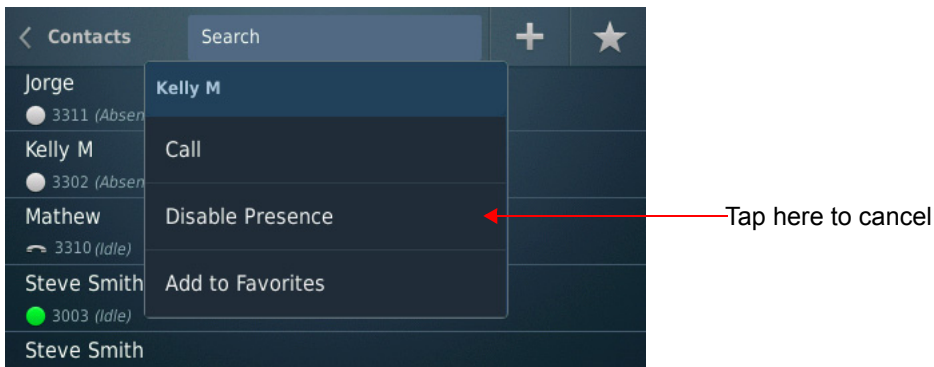 Contacts
Search
Jorge
3311 (Absen
Kelly M
3302 (Absen
Mathew
3310 (Idle)
Steve Smith
3003 (Idle)
Steve Smith
Kelly M
Call
Disable Presence
Add to Favorites
Tap here to cancel